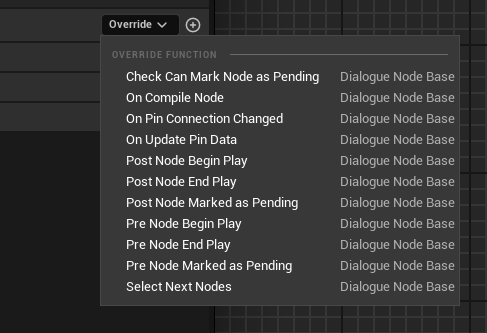 Override
OVERRIDE FUNCTION
Check Can Mark Node as Pending Dialogue Node Base
On Compile Node Dialogue Node Base
On Pin Connection Changed Dialogue Node Base
On Update Pin Data Dialogue Node Base
Post Node Begin Play Dialogue Node Base
Post Node End Play Dialogue Node Base
Post Node Marked as Pending Dialogue Node Base
Pre Node Begin Play Dialogue Node Base
Pre Node End Play Dialogue Node Base
Pre Node Marked as Pending Dialogue Node Base
Select Next Nodes Dialogue Node Base